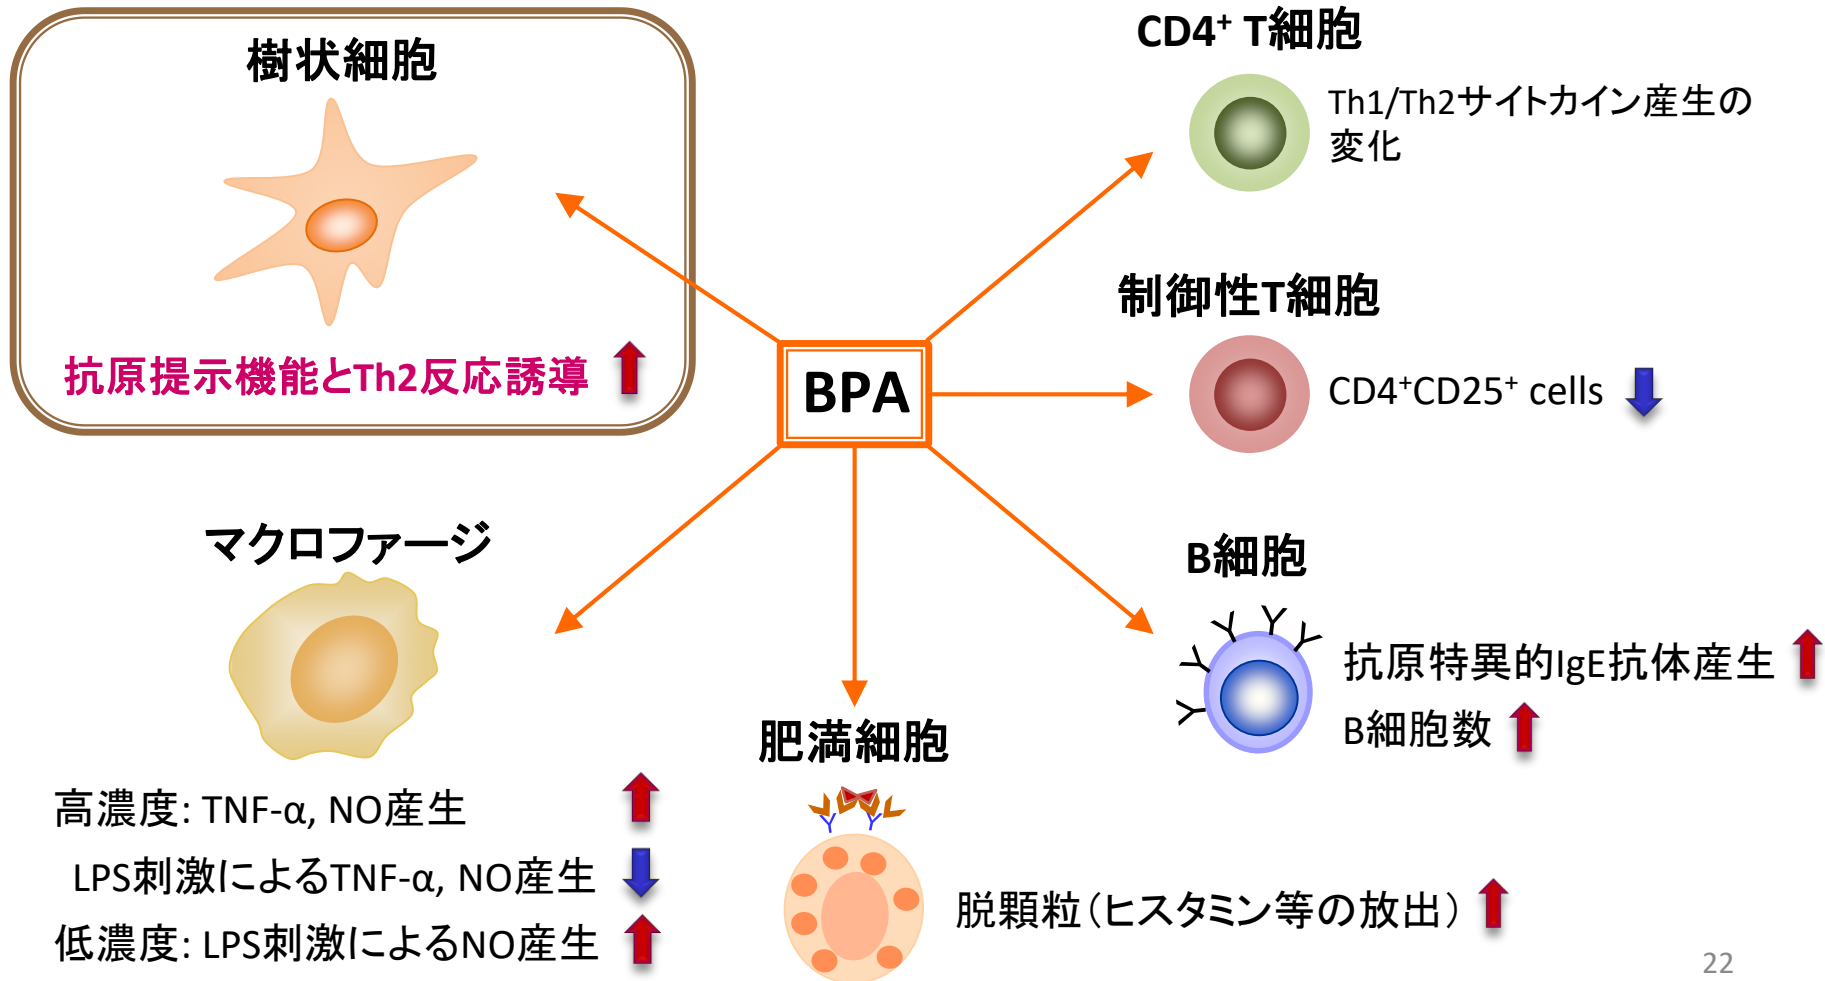 樹状細胞
抗原提示機能とTh2反応誘導
CD4⁺ T細胞
Th1/Th2サイトカイン産生の
変化
制御性T細胞
CD4⁺CD25⁺ cells
BPA
マクロファージ
高濃度: TNF-α, NO産生
LPS刺激によるTNF-α, NO産生
低濃度: LPS刺激によるNO産生
肥満細胞
脱顆粒(ヒスタミン等の放出)
B細胞
抗原特異的IgE抗体産生
B細胞数
22